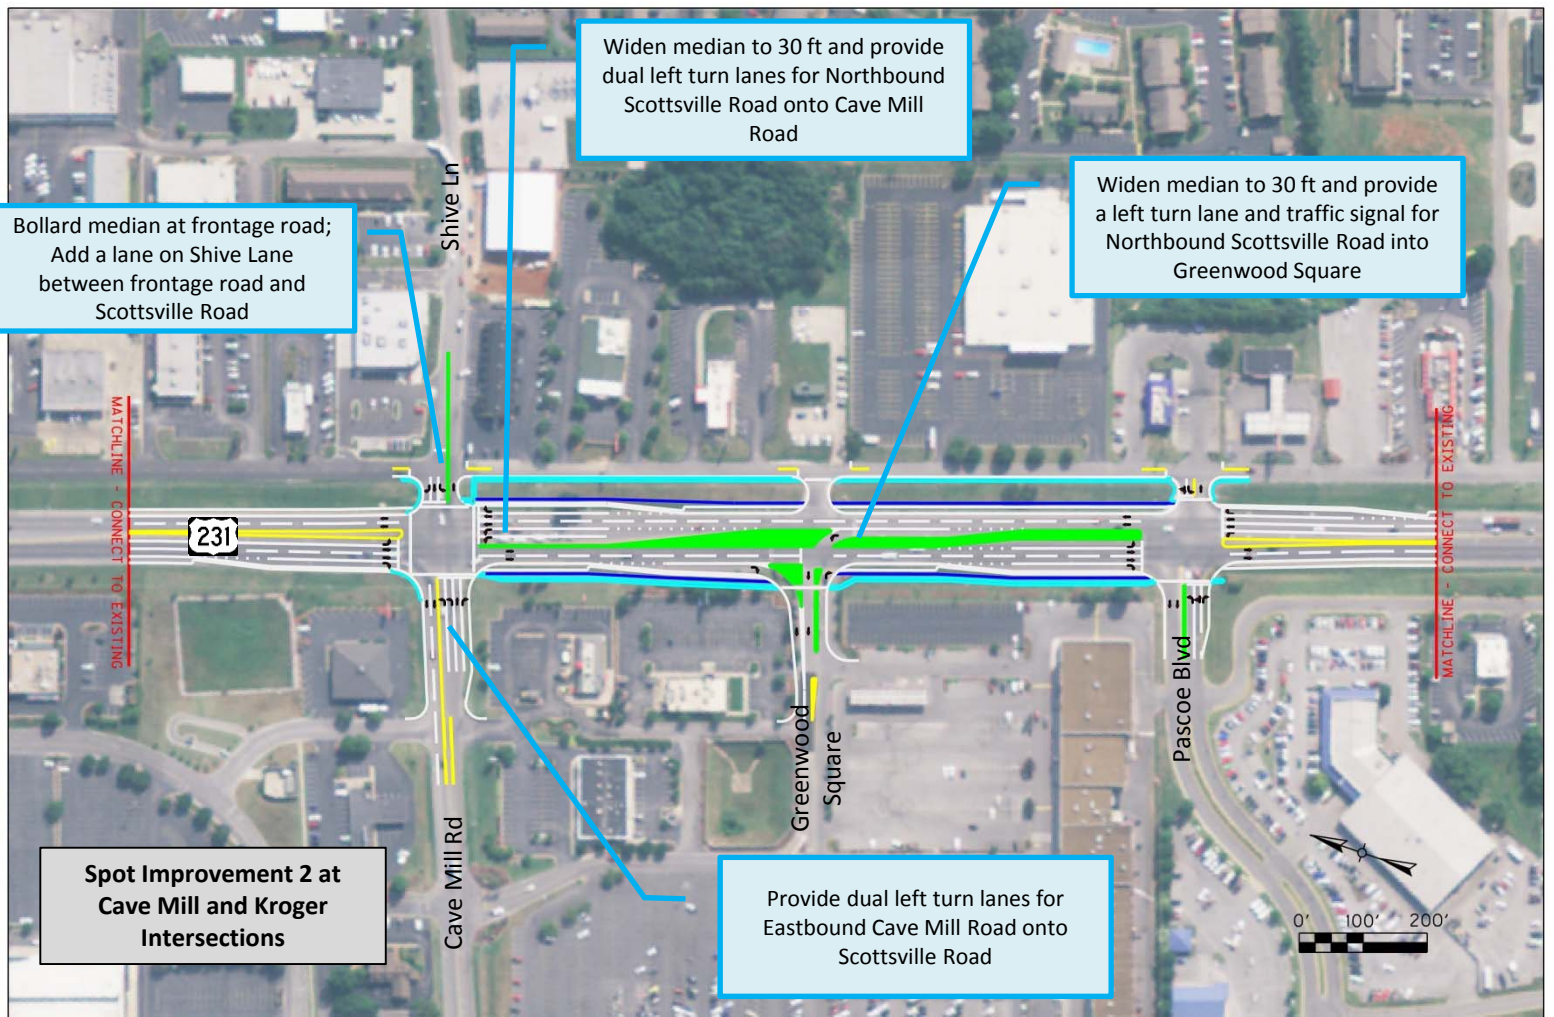 Widen median to 30 ft and provide
dual left turn lanes for Northbound
Scottsville Road onto Cave Mill
Road
Widen median to 30 ft and provide
a left turn lane and traffic signal for
Northbound Scottsville Road into
Greenwood Square
Bollard median at frontage road;
Add a lane on Shive Lane
between frontage road and
Scottsville Road
Shive Ln
MATCHLINE - CONNECT TO EXISTING
231
MATCHLINE - CONNECT TO EXISTING
Pascoe Blvd
Greenwood
Square
Cave Mill Rd
Spot Improvement 2 at
Cave Mill and Kroger
Intersections
Provide dual left turn lanes for
Eastbound Cave Mill Road onto
Scottsville Road
0' 100' 200'